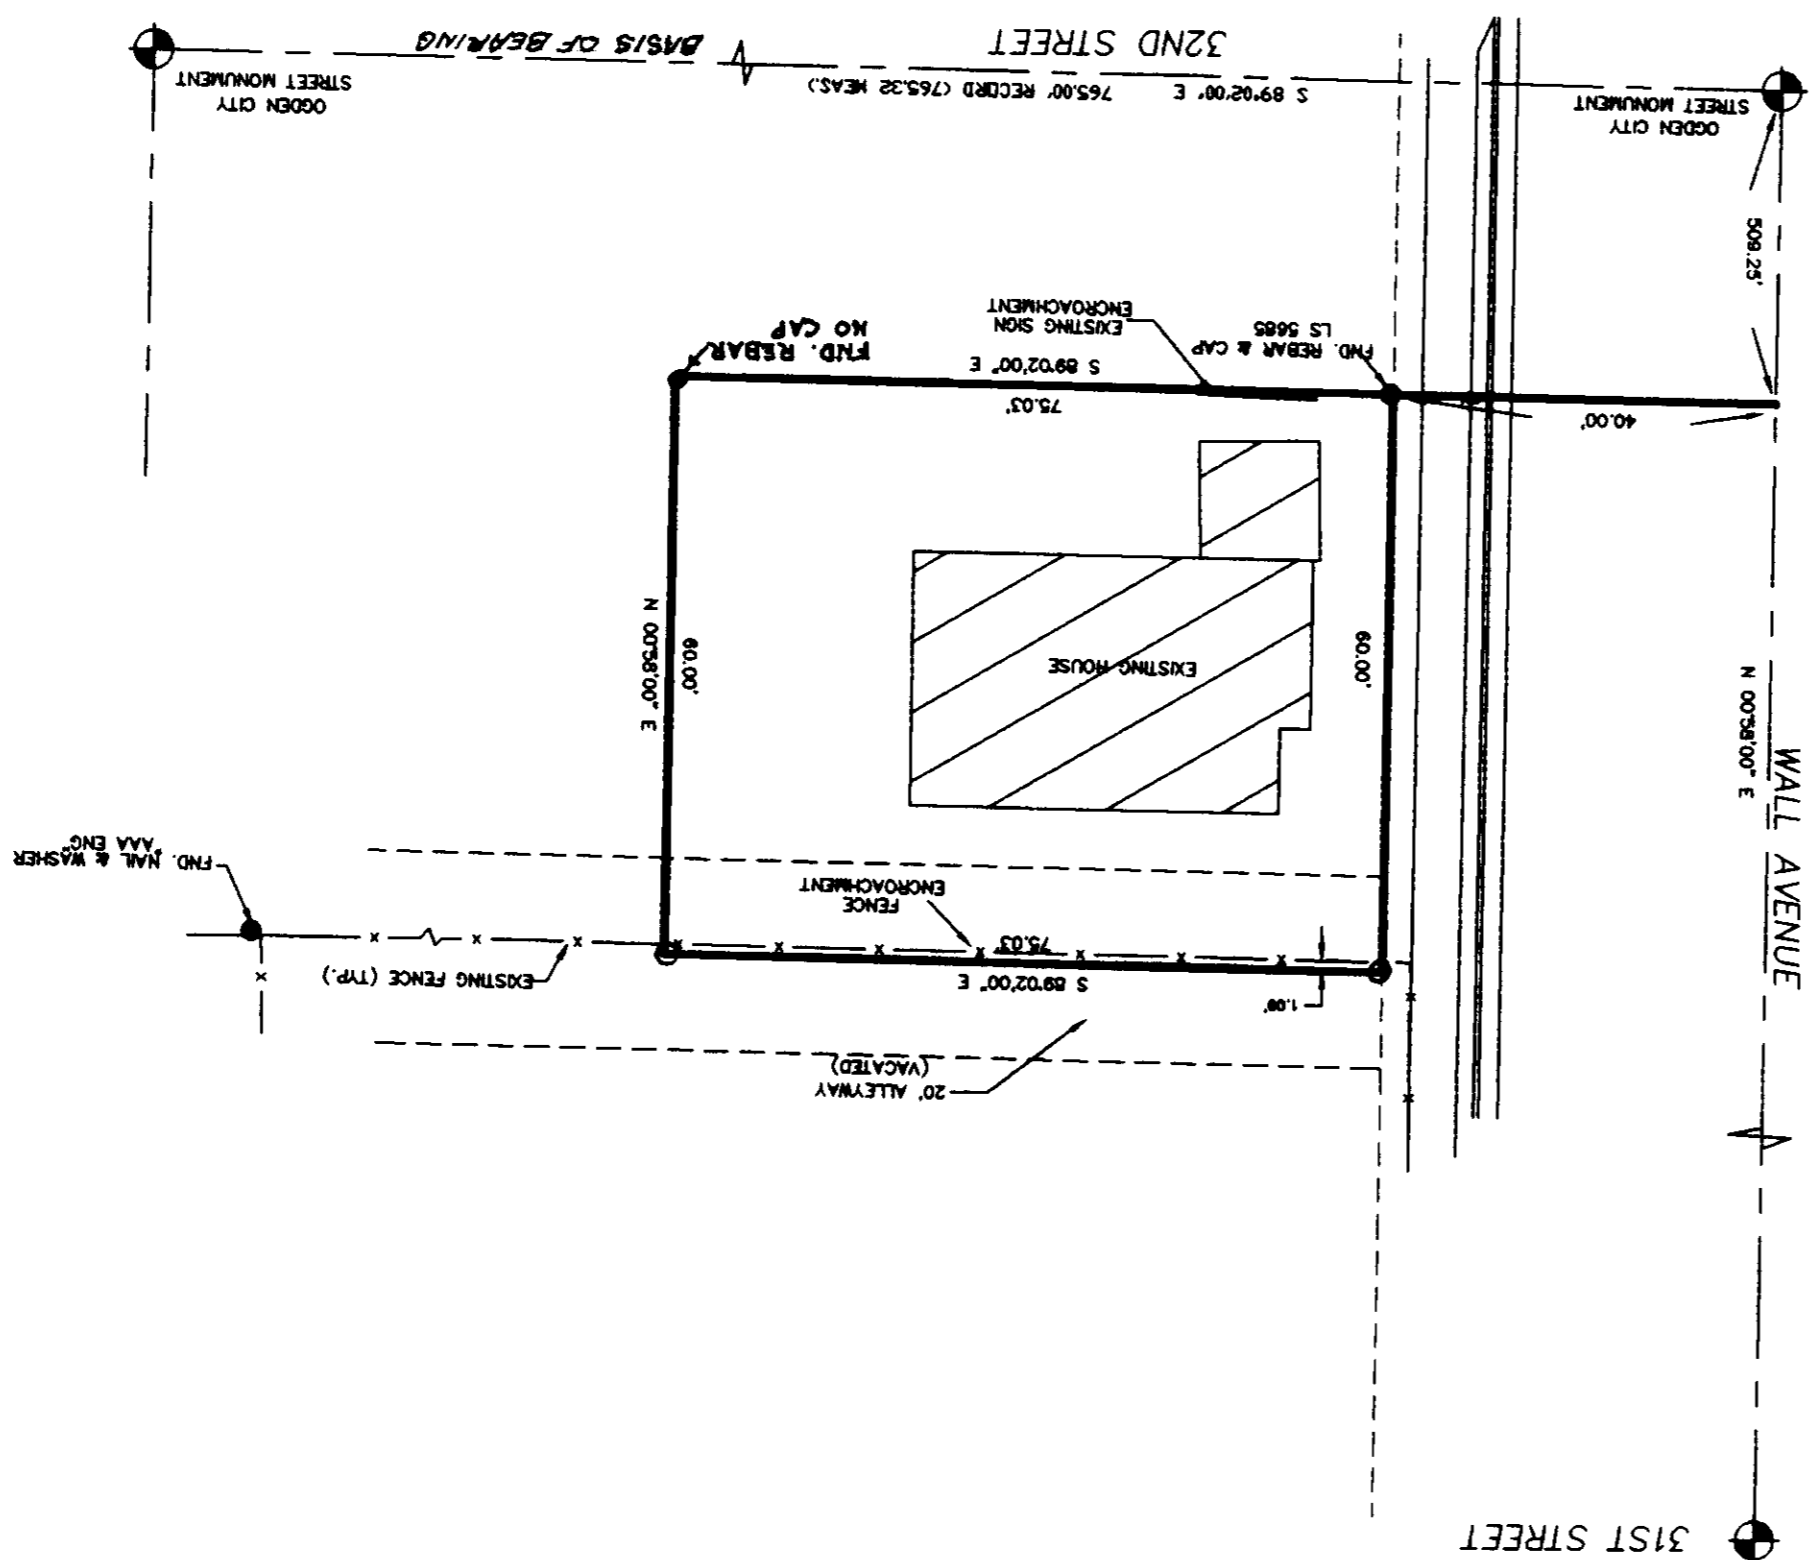 31ST STREET
20' ALLEYWAY
(VACATED)
1.00'
S 89°02'00" E
75.03'
EXISTING FENCE (TYP.)
FENCE
ENCROACHMENT
FND. NAIL & WASHER
"AAA ENG"
WALL AVENUE
N 00°58'00" E
60.00'
EXISTING HOUSE
60.00'
N 00°58'00" E
40.00'
75.03'
S 89°02'00" E
FND. REBAR & CAP
LS 5685
EXISTING SIGN
ENCROACHMENT
FND. REBAR
NO CAP
509.25'
OGDEN CITY
STREET MONUMENT
S 89°02'00" E 765.00' RECORD (765.32 MEAS.)
32ND STREET
BASIS OF BEARING
OGDEN CITY
STREET MONUMENT